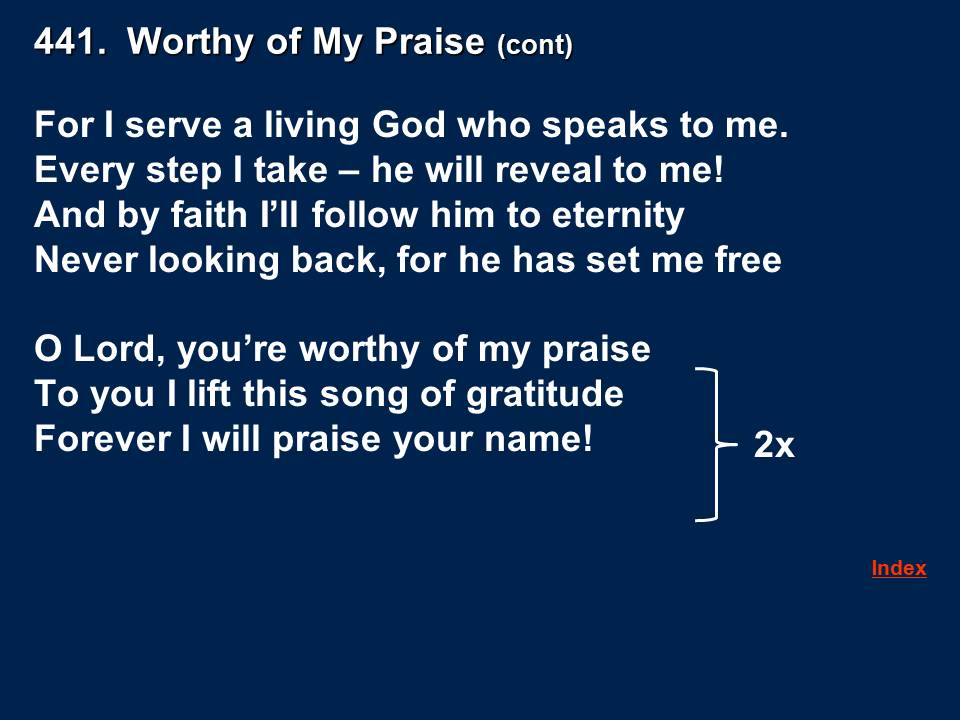 441.  Worthy of My Praise (cont)
For I serve a living God who speaks to me.
Every step I take – he will reveal to me!
And by faith I’ll follow him to eternity
Never looking back, for he has set me free
O Lord, you’re worthy of my praise
To you I lift this song of gratitude
Forever I will praise your name!
2x
Index